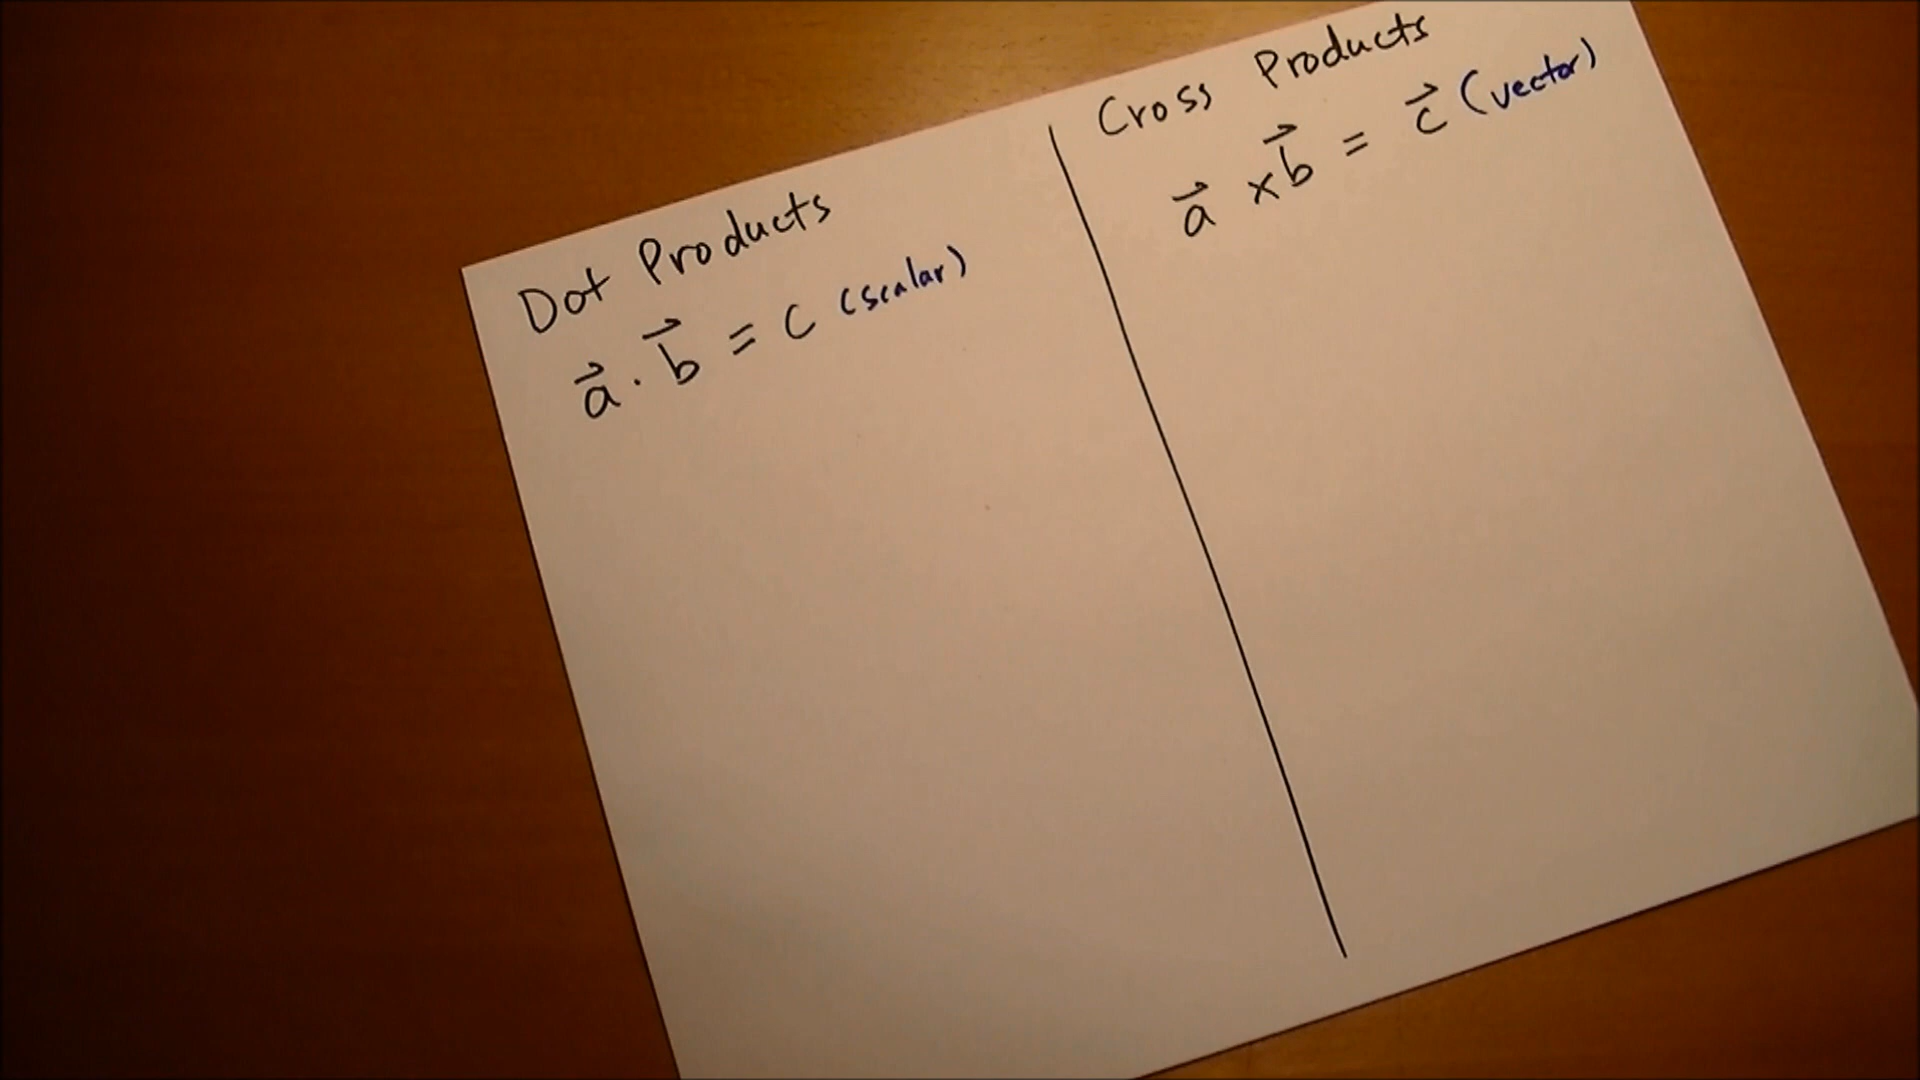 Dot Products
a⃗ · b⃗ = c (scalar)
Cross Products
a⃗ × b⃗ = c⃗ (vector)